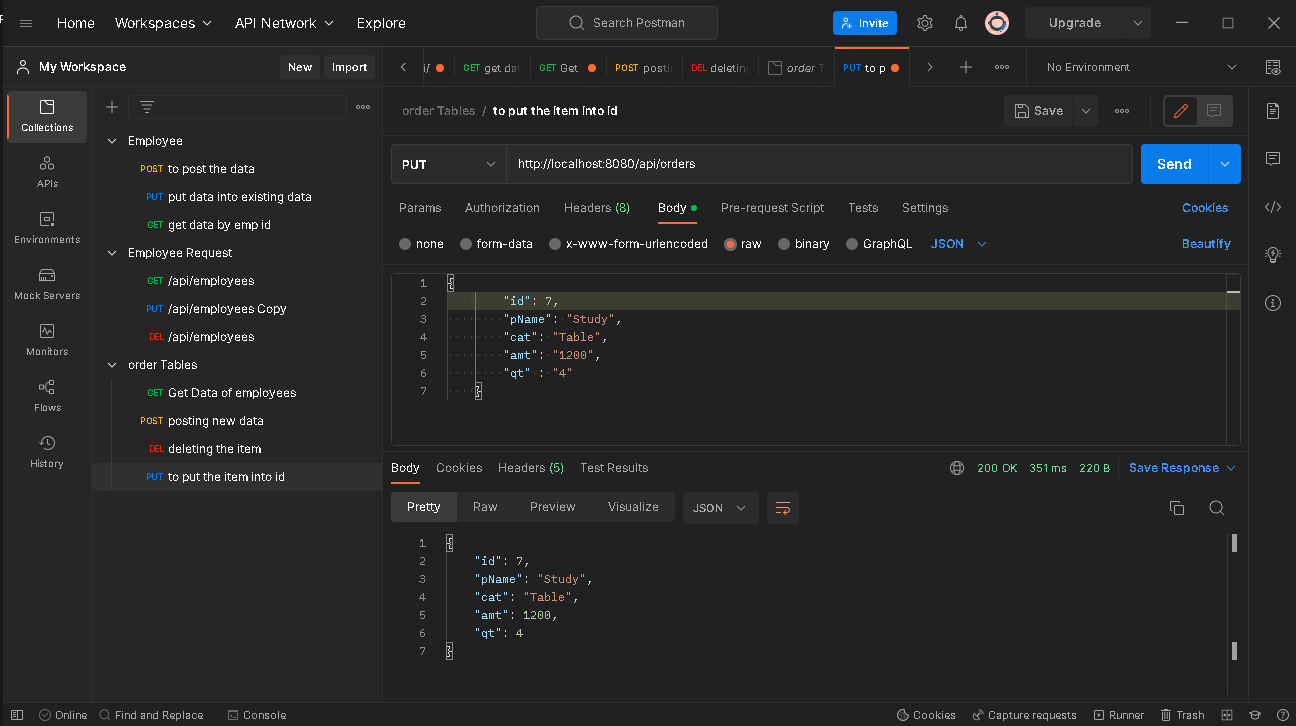 Home Workspaces API Network Explore Search Postman Invite Upgrade
My Workspace New Import
i/ GET get dat GET Get POST posti DEL deleting order T PUT to p No Environment
Collections
APIs
Environments
Mock Servers
Monitors
Flows
History
Employee
POST to post the data
PUT put data into existing data
GET get data by emp id
Employee Request
GET /api/employees
PUT /api/employees Copy
DEL /api/employees
order Tables
GET Get Data of employees
POST posting new data
DEL deleting the item
PUT to put the item into id
order Tables / to put the item into id Save
PUT http://localhost:8080/api/orders Send
Params Authorization Headers (8) Body Pre-request Script Tests Settings Cookies
none form-data x-www-form-urlencoded raw binary GraphQL JSON Beautify
1 {
2 "id": 7,
3 "pName": "Study",
4 "cat": "Table",
5 "amt": "1200",
6 "qt" : "4"
7 }
Body Cookies Headers (5) Test Results 200 OK 351 ms 220 B Save Response
Pretty Raw Preview Visualize JSON
1 {
2 "id": 7,
3 "pName": "Study",
4 "cat": "Table",
5 "amt": 1200,
6 "qt": 4
7 }
Online Find and Replace Console Cookies Capture requests Runner Trash